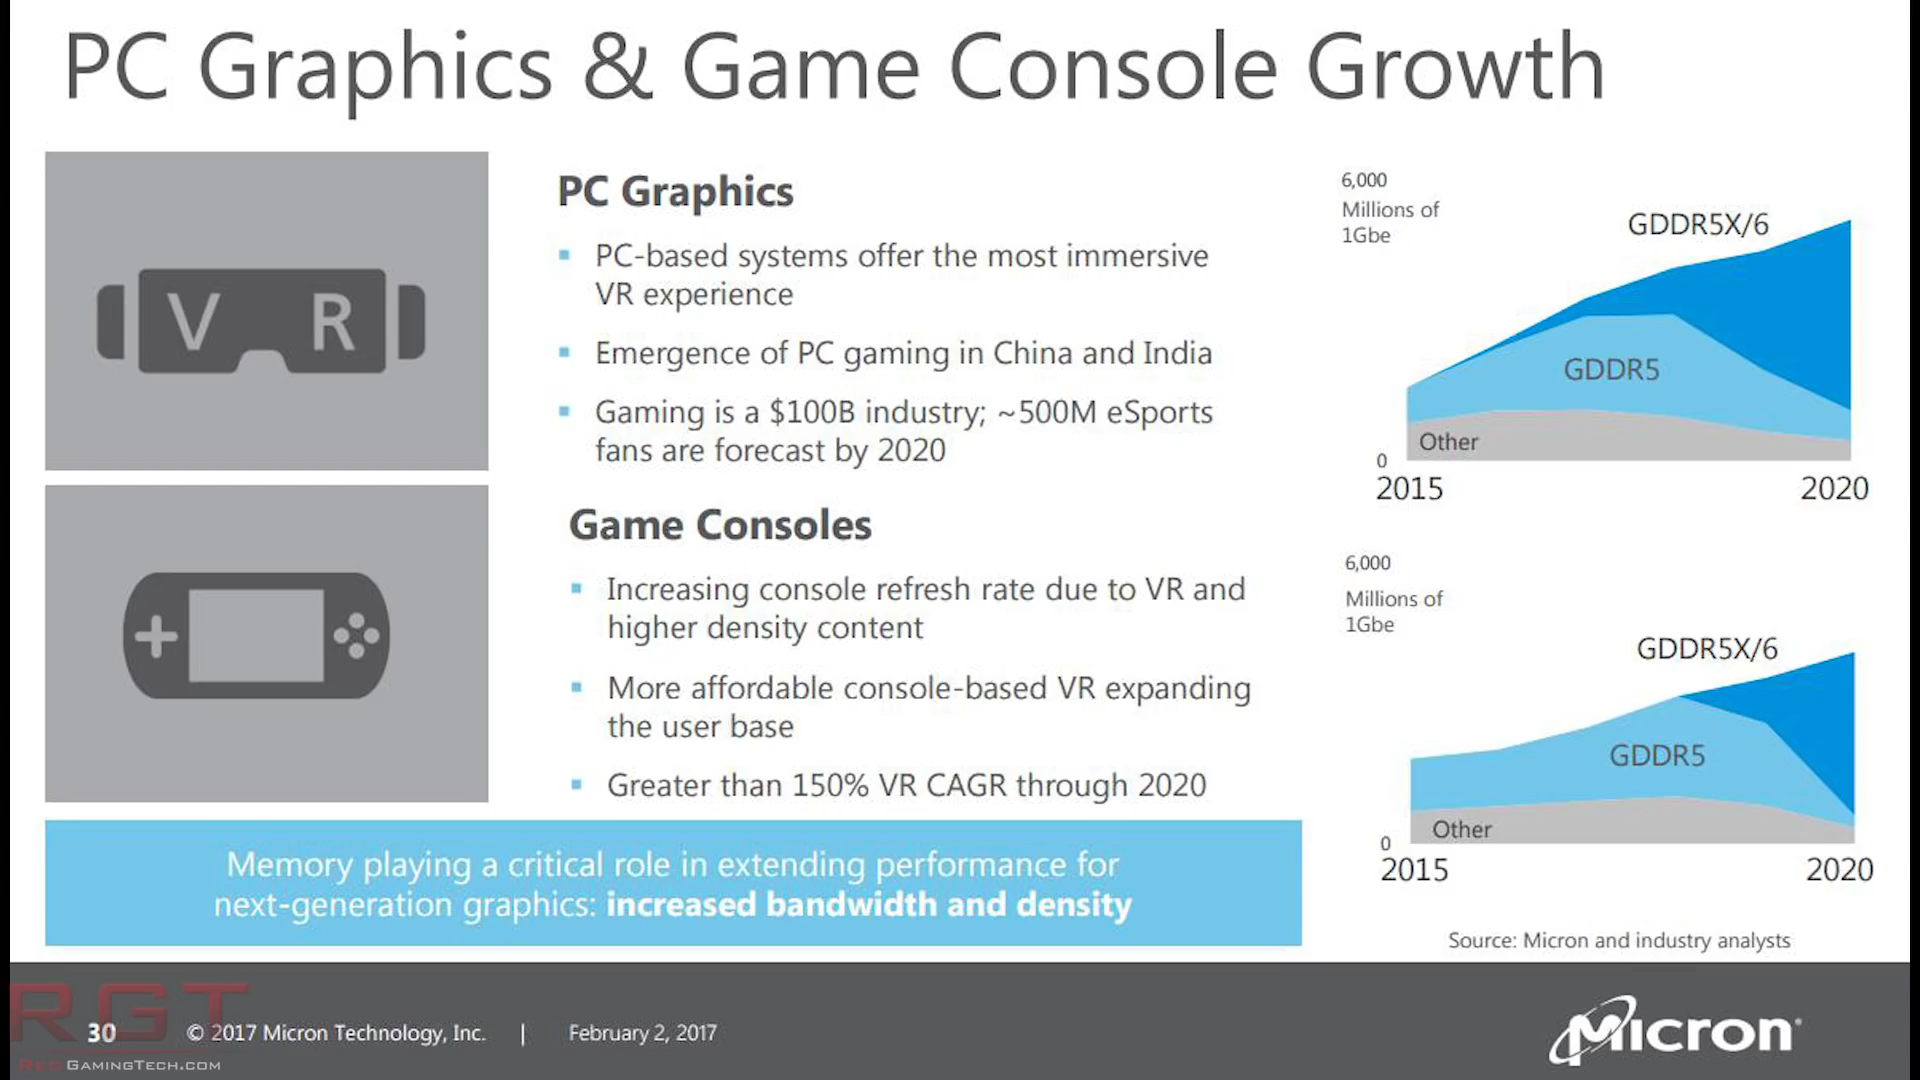 PC Graphics & Game Console Growth
V R
PC Graphics
PC-based systems offer the most immersive
VR experience
Emergence of PC gaming in China and India
Gaming is a $100B industry; ~500M eSports
fans are forecast by 2020
Game Consoles
Increasing console refresh rate due to VR and
higher density content
More affordable console-based VR expanding
the user base
Greater than 150% VR CAGR through 2020
Memory playing a critical role in extending performance for
next-generation graphics: increased bandwidth and density
6,000
Millions of
1Gbe
GDDR5X/6
GDDR5
Other
0
2015 2020
6,000
Millions of
1Gbe
GDDR5X/6
GDDR5
Other
0
2015 2020
Source: Micron and industry analysts
RGT
RedGamingTech.com
30 © 2017 Micron Technology, Inc. | February 2, 2017
Micron